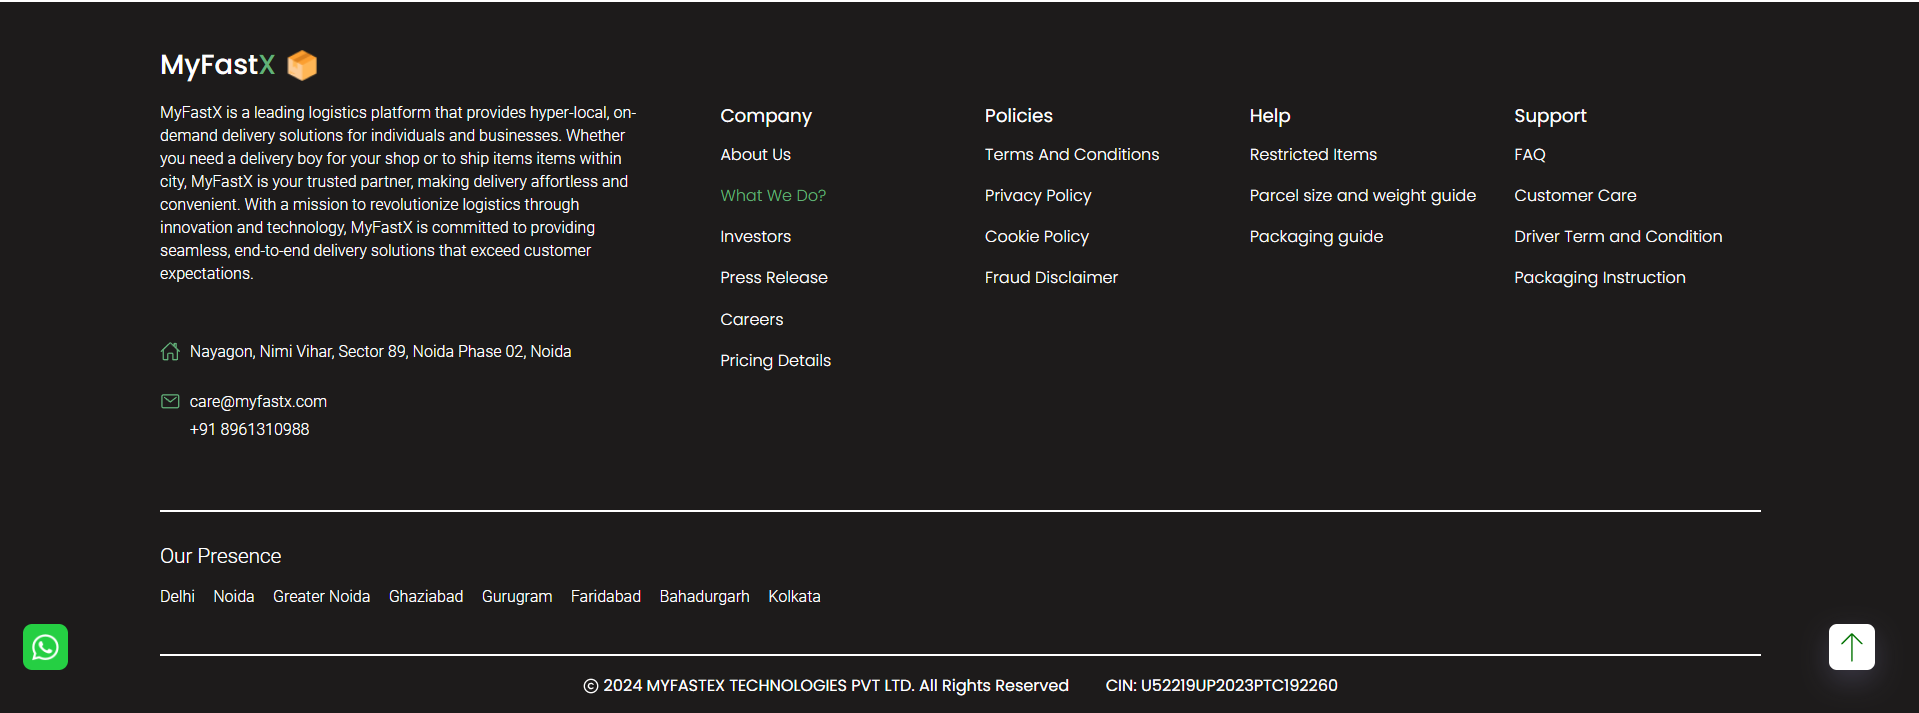 MyFastX
MyFastX is a leading logistics platform that provides hyper-local, on-
demand delivery solutions for individuals and businesses. Whether
you need a delivery boy for your shop or to ship items items within
city, MyFastX is your trusted partner, making delivery affortless and
convenient. With a mission to revolutionize logistics through
innovation and technology, MyFastX is committed to providing
seamless, end-to-end delivery solutions that exceed customer
expectations.
Nayagon, Nimi Vihar, Sector 89, Noida Phase 02, Noida
care@myfastx.com
+91 8961310988
Company
About Us
What We Do?
Investors
Press Release
Careers
Pricing Details
Policies
Terms And Conditions
Privacy Policy
Cookie Policy
Fraud Disclaimer
Help
Restricted Items
Parcel size and weight guide
Packaging guide
Support
FAQ
Customer Care
Driver Term and Condition
Packaging Instruction
Our Presence
Delhi Noida Greater Noida Ghaziabad Gurugram Faridabad Bahadurgarh Kolkata
© 2024 MYFASTEX TECHNOLOGIES PVT LTD. All Rights Reserved CIN: U52219UP2023PTC192260